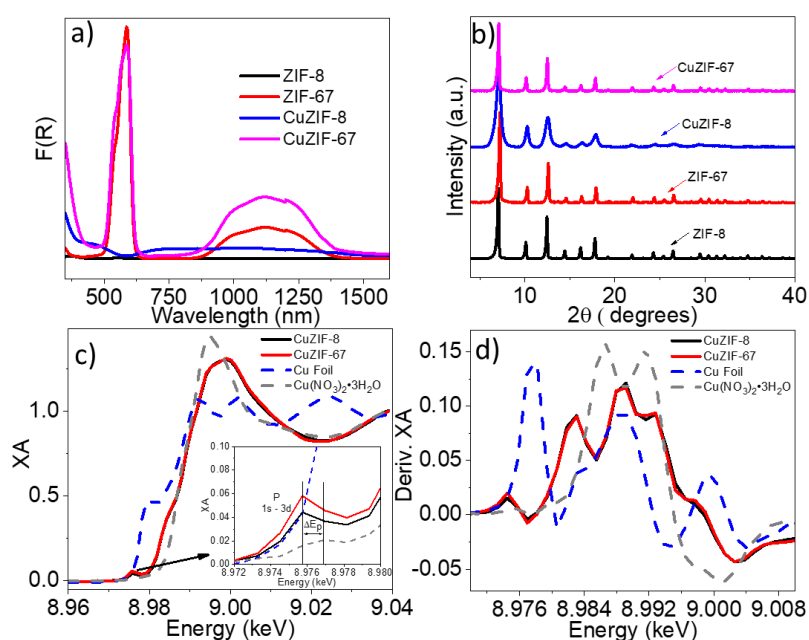 a)
ZIF-8
ZIF-67
CuZIF-8
CuZIF-67
F(R)
500 750 1000 1250 1500
Wavelength (nm)
b)
CuZIF-67
CuZIF-8
ZIF-67
ZIF-8
Intensity (a.u.)
10 20 30 40
2θ ( degrees)
c)
CuZIF-8
CuZIF-67
Cu Foil
Cu(NO3)2•3H2O
XA
1.0
0.5
0.0
0.10
0.08
0.06
0.04
0.02
0.00
XA
P
1s - 3d
ΔEp
8.972 8.974 8.976 8.978 8.980
Energy (keV)
8.96 8.98 9.00 9.02 9.04
Energy (keV)
d)
CuZIF-8
CuZIF-67
Cu Foil
Cu(NO3)2•3H2O
Deriv. XA
0.15
0.10
0.05
0.00
-0.05
8.976 8.984 8.992 9.000 9.008
Energy (keV)